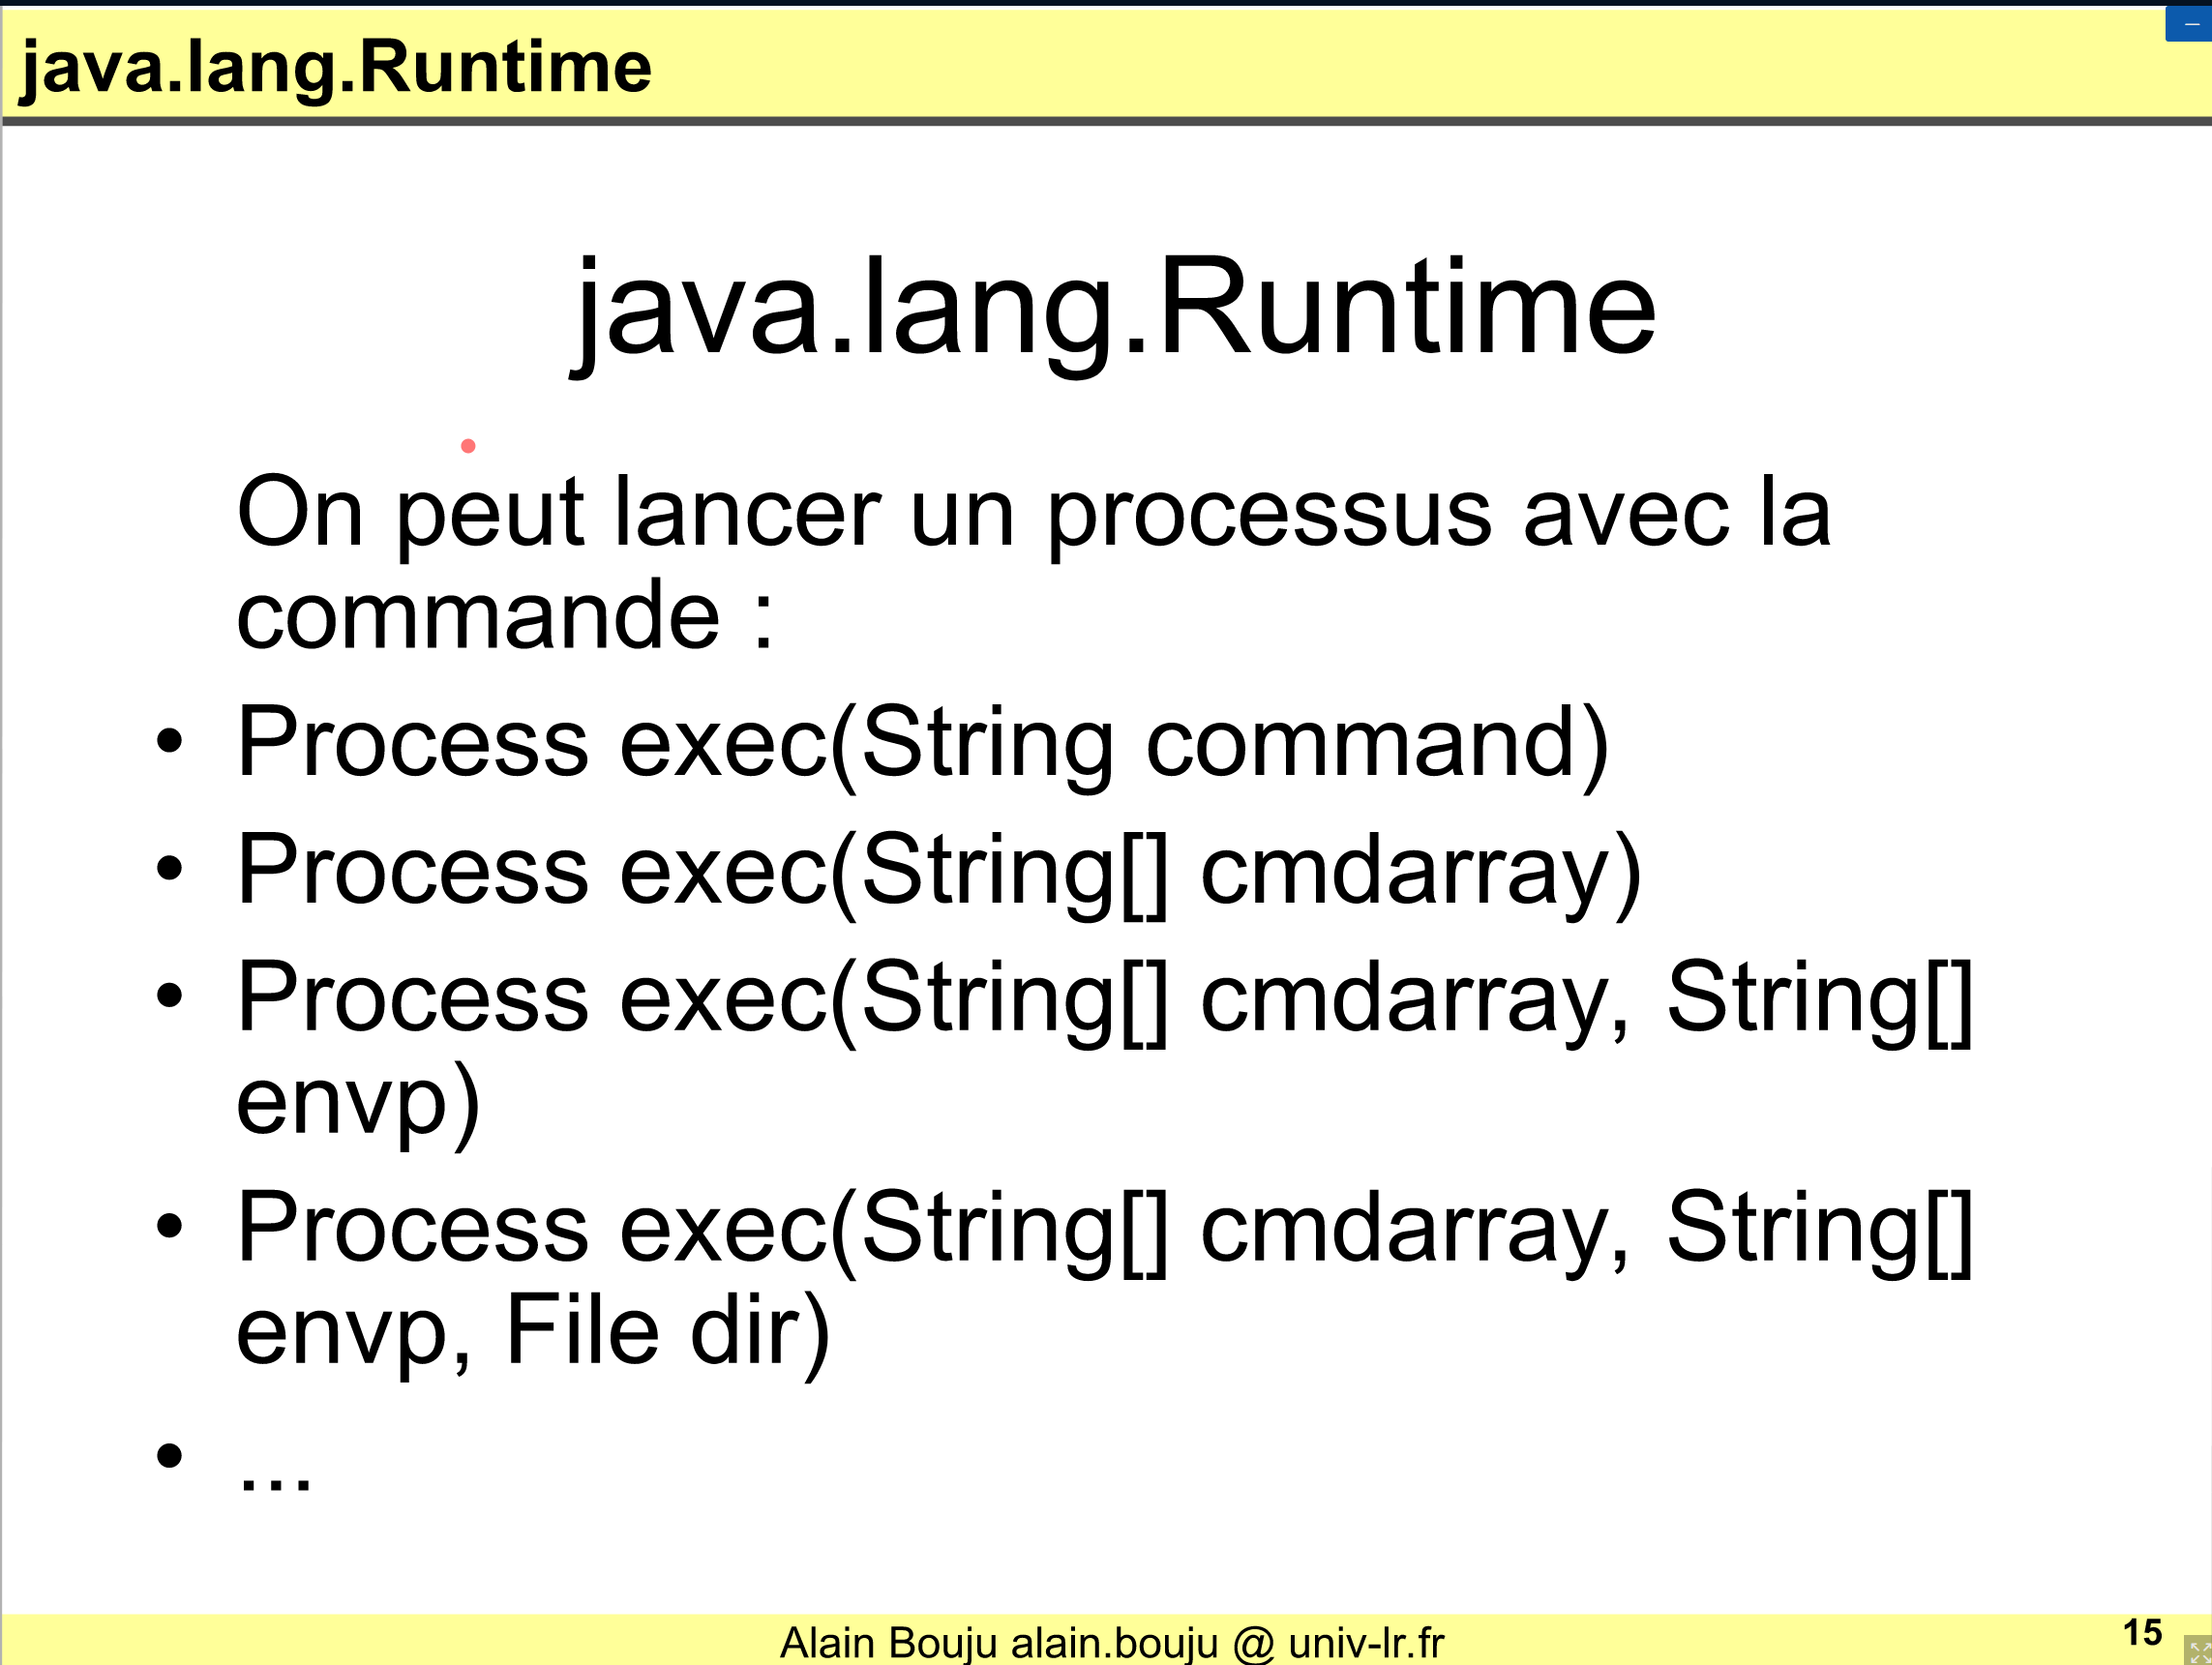 java.lang.Runtime
java.lang.Runtime
On peut lancer un processus avec la
commande :
• Process exec(String command)
• Process exec(String[] cmdarray)
• Process exec(String[] cmdarray, String[]
envp)
• Process exec(String[] cmdarray, String[]
envp, File dir)
• ...
Alain Bouju alain.bouju @ univ-lr.fr
15